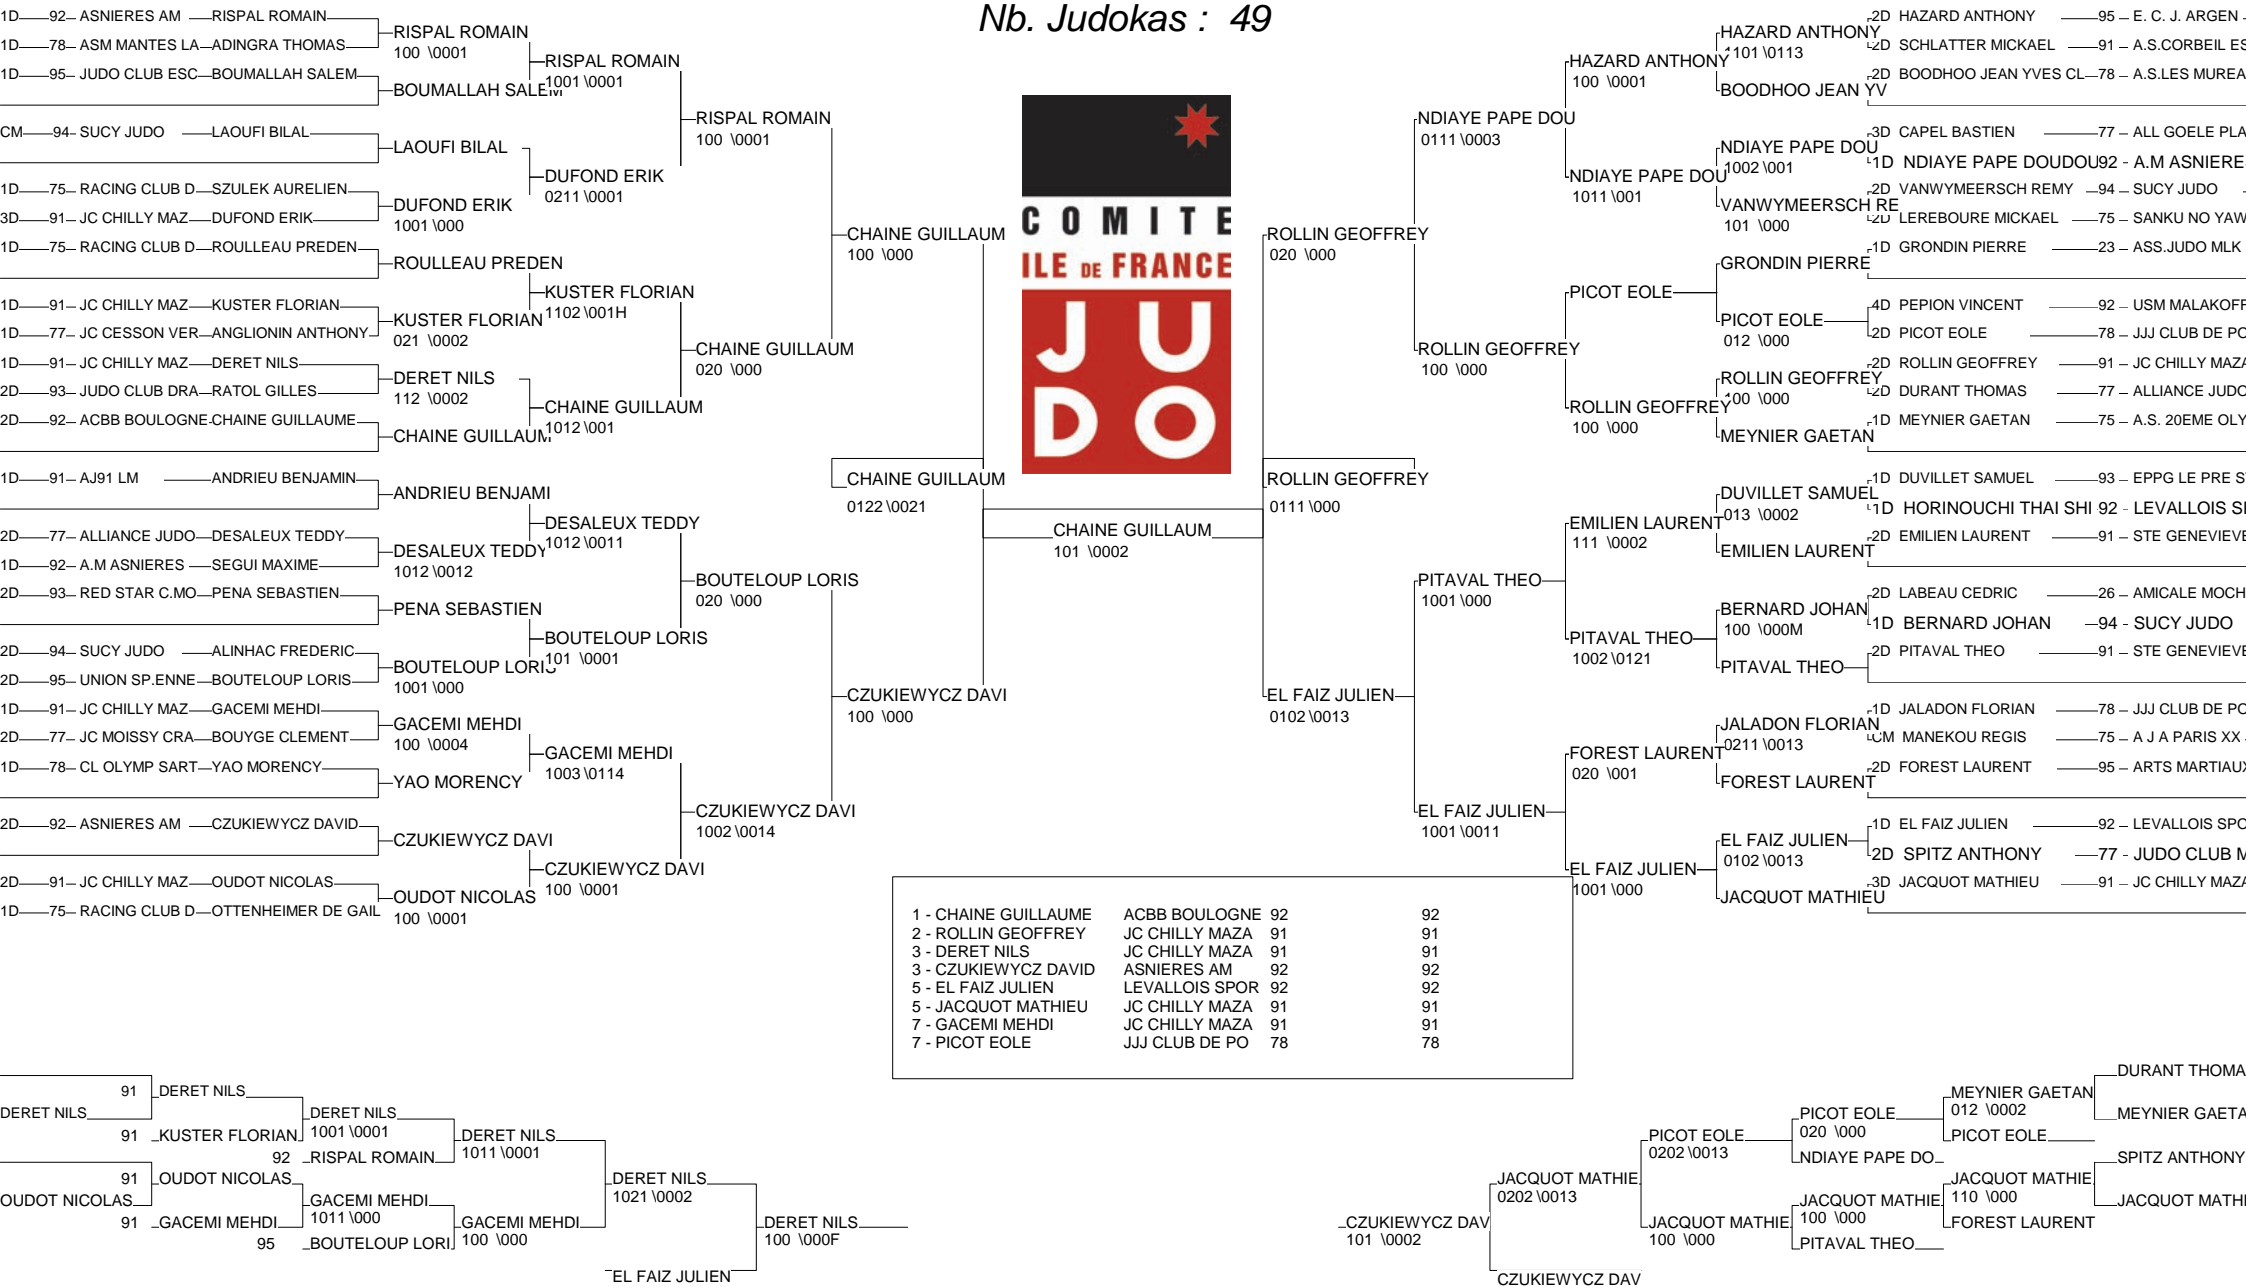 Nb. Judokas : 49
1D 92 ASNIERES AM RISPAL ROMAIN
1D 78 ASM MANTES LA ADINGRA THOMAS
1D 95 JUDO CLUB ESC BOUMALLAH SALEM
CM 94 SUCY JUDO LAOUFI BILAL
1D 75 RACING CLUB D SZULEK AURELIEN
3D 91 JC CHILLY MAZ DUFOND ERIK
1D 75 RACING CLUB D ROULLEAU PREDEN
1D 91 JC CHILLY MAZ KUSTER FLORIAN
1D 77 JC CESSON VER ANGLIONIN ANTHONY
1D 91 JC CHILLY MAZ DERET NILS
2D 93 JUDO CLUB DRA RATOL GILLES
2D 92 ACBB BOULOGNE CHAINE GUILLAUME
1D 91 AJ91 LM ANDRIEU BENJAMIN
2D 77 ALLIANCE JUDO DESALEUX TEDDY
1D 92 A.M ASNIERES SEGUI MAXIME
2D 93 RED STAR C.MO PENA SEBASTIEN
2D 94 SUCY JUDO ALINHAC FREDERIC
2D 95 UNION SP.ENNE BOUTELOUP LORIS
1D 91 JC CHILLY MAZ GACEMI MEHDI
2D 77 JC MOISSY CRA BOUYGE CLEMENT
1D 78 CL OLYMP SART YAO MORENCY
2D 92 ASNIERES AM CZUKIEWYCZ DAVID
2D 91 JC CHILLY MAZ OUDOT NICOLAS
1D 75 RACING CLUB D OTTENHEIMER DE GAIL
RISPAL ROMAIN
100 \0001
BOUMALLAH SALEM
LAOUFI BILAL
DUFOND ERIK
1001 \000
ROULLEAU PREDEN
KUSTER FLORIAN
021 \0002
DERET NILS
112 \0002
CHAINE GUILLAUM
ANDRIEU BENJAMI
DESALEUX TEDDY
1012 \0012
PENA SEBASTIEN
BOUTELOUP LORIS
1001 \000
GACEMI MEHDI
100 \0004
YAO MORENCY
CZUKIEWYCZ DAVI
OUDOT NICOLAS
100 \0001
RISPAL ROMAIN
1001 \0001
DUFOND ERIK
0211 \0001
KUSTER FLORIAN
1102 \001H
CHAINE GUILLAUM
1012 \001
DESALEUX TEDDY
1012 \0011
BOUTELOUP LORIS
101 \0001
GACEMI MEHDI
1003 \0114
CZUKIEWYCZ DAVI
100 \0001
RISPAL ROMAIN
100 \0001
CHAINE GUILLAUM
020 \000
BOUTELOUP LORIS
020 \000
CZUKIEWYCZ DAVI
1002 \0014
CHAINE GUILLAUM
100 \000
CZUKIEWYCZ DAVI
100 \000
CHAINE GUILLAUM
0122 \0021
COMITE
ILE DE FRANCE
JU
DO
CHAINE GUILLAUM
101 \0002
ROLLIN GEOFFREY
020 \000
ROLLIN GEOFFREY
0111 \000
EL FAIZ JULIEN
0102 \0013
NDIAYE PAPE DOU
0111 \0003
ROLLIN GEOFFREY
100 \000
PITAVAL THEO
1001 \000
EL FAIZ JULIEN
1001 \0011
HAZARD ANTHONY
100 \0001
NDIAYE PAPE DOU
1011 \001
PICOT EOLE
ROLLIN GEOFFREY
100 \000
EMILIEN LAURENT
111 \0002
PITAVAL THEO
1002 \0121
FOREST LAURENT
020 \001
EL FAIZ JULIEN
1001 \000
HAZARD ANTHONY
1101 \0113
BOODHOO JEAN YV
NDIAYE PAPE DOU
1002 \001
VANWYMEERSCH RE
101 \000
GRONDIN PIERRE
PICOT EOLE
012 \000
ROLLIN GEOFFREY
100 \000
MEYNIER GAETAN
DUVILLET SAMUEL
013 \0002
EMILIEN LAURENT
BERNARD JOHAN
100 \000M
PITAVAL THEO
JALADON FLORIAN
0211 \0013
FOREST LAURENT
EL FAIZ JULIEN
0102 \0013
JACQUOT MATHIEU
2D HAZARD ANTHONY 95 – E. C. J. ARGEN
2D SCHLATTER MICKAEL 91 – A.S.CORBEIL ES
2D BOODHOO JEAN YVES CL 78 – A.S.LES MUREA
3D CAPEL BASTIEN 77 – ALL GOELE PLA
1D NDIAYE PAPE DOUDOU 92 - A.M ASNIERE
2D VANWYMEERSCH REMY 94 – SUCY JUDO
2D LEREBOURE MICKAEL 75 – SANKU NO YAW
1D GRONDIN PIERRE 23 – ASS.JUDO MLK
4D PEPION VINCENT 92 – USM MALAKOFF
2D PICOT EOLE 78 – JJJ CLUB DE PO
2D ROLLIN GEOFFREY 91 – JC CHILLY MAZA
2D DURANT THOMAS 77 – ALLIANCE JUDO
1D MEYNIER GAETAN 75 – A.S. 20EME OLY
1D DUVILLET SAMUEL 93 – EPPG LE PRE S
1D HORINOUCHI THAI SHI 92 - LEVALLOIS S
2D EMILIEN LAURENT 91 – STE GENEVIEVE
2D LABEAU CEDRIC 26 – AMICALE MOCH
1D BERNARD JOHAN 94 - SUCY JUDO
2D PITAVAL THEO 91 – STE GENEVIEVE
1D JALADON FLORIAN 78 – JJJ CLUB DE PO
CM MANEKOU REGIS 75 – A J A PARIS XX
2D FOREST LAURENT 95 – ARTS MARTIAUX
1D EL FAIZ JULIEN 92 – LEVALLOIS SPO
2D SPITZ ANTHONY 77 - JUDO CLUB M
3D JACQUOT MATHIEU 91 – JC CHILLY MAZA
1 - CHAINE GUILLAUME ACBB BOULOGNE 92 92
2 - ROLLIN GEOFFREY JC CHILLY MAZA 91 91
3 - DERET NILS JC CHILLY MAZA 91 91
3 - CZUKIEWYCZ DAVID ASNIERES AM 92 92
5 - EL FAIZ JULIEN LEVALLOIS SPOR 92 92
5 - JACQUOT MATHIEU JC CHILLY MAZA 91 91
7 - GACEMI MEHDI JC CHILLY MAZA 91 91
7 - PICOT EOLE JJJ CLUB DE PO 78 78
DERET NILS
OUDOT NICOLAS
91 DERET NILS
91 KUSTER FLORIAN
92 RISPAL ROMAIN
91 OUDOT NICOLAS
91 GACEMI MEHDI
95 BOUTELOUP LORI
DERET NILS
1001 \0001
GACEMI MEHDI
1011 \000
DERET NILS
1011 \0001
GACEMI MEHDI
100 \000
DERET NILS
1021 \0002
EL FAIZ JULIEN
DERET NILS
100 \000F
CZUKIEWYCZ DAV
101 \0002
JACQUOT MATHIE
0202 \0013
CZUKIEWYCZ DAV
PICOT EOLE
0202 \0013
JACQUOT MATHIE
100 \000
PICOT EOLE
020 \000
NDIAYE PAPE DO
JACQUOT MATHIE
100 \000
PITAVAL THEO
MEYNIER GAETAN
012 \0002
PICOT EOLE
JACQUOT MATHIE
110 \000
FOREST LAURENT
DURANT THOMA
MEYNIER GAETA
SPITZ ANTHONY
JACQUOT MATHI